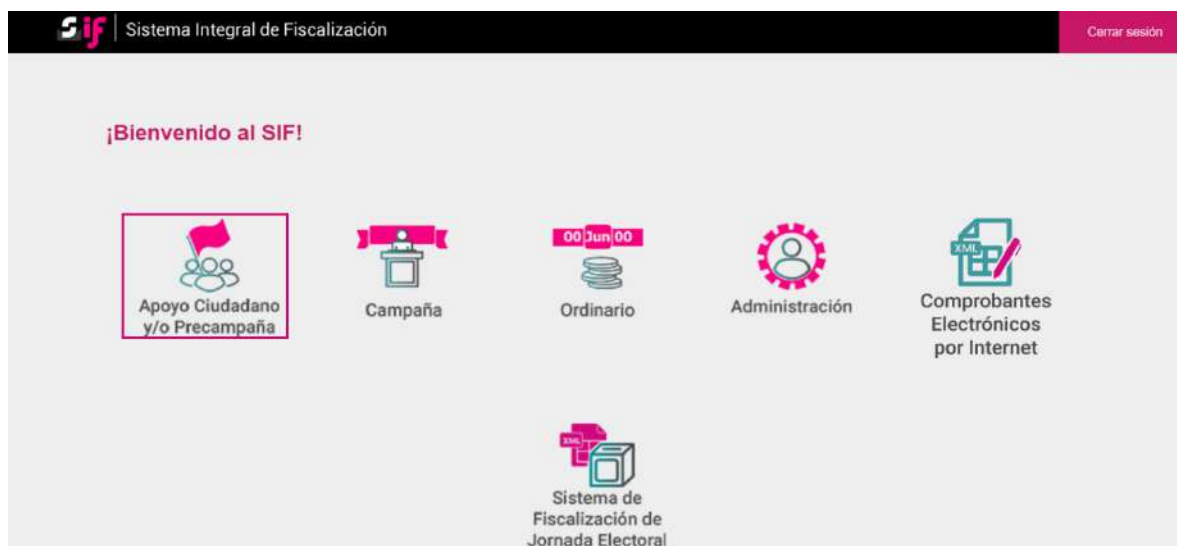 sif Sistema Integral de Fiscalización
Cerrar sesión
¡Bienvenido al SIF!
Apoyo Ciudadano
y/o Precampaña
Campaña
00 Jun 00
Ordinario
Administración
XML
Comprobantes
Electrónicos
por Internet
XML
Sistema de
Fiscalización de
Jornada Electoral